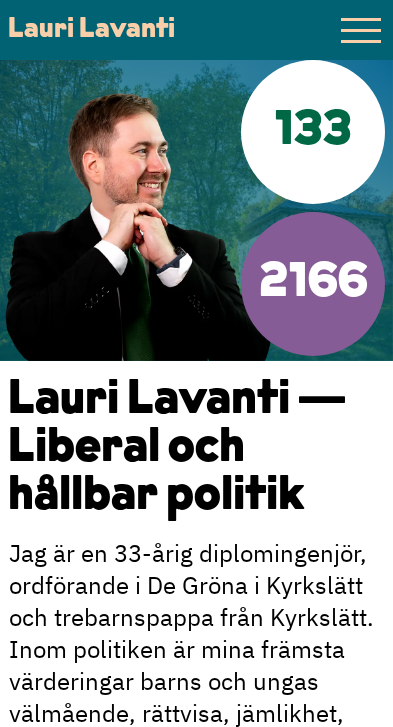 Lauri Lavanti
133
2166
Lauri Lavanti —
Liberal och
hållbar politik
Jag är en 33-årig diplomingenjör,
ordförande i De Gröna i Kyrkslätt
och trebarnspappa från Kyrkslätt.
Inom politiken är mina främsta
värderingar barns och ungas
välmående, rättvisa, jämlikhet,